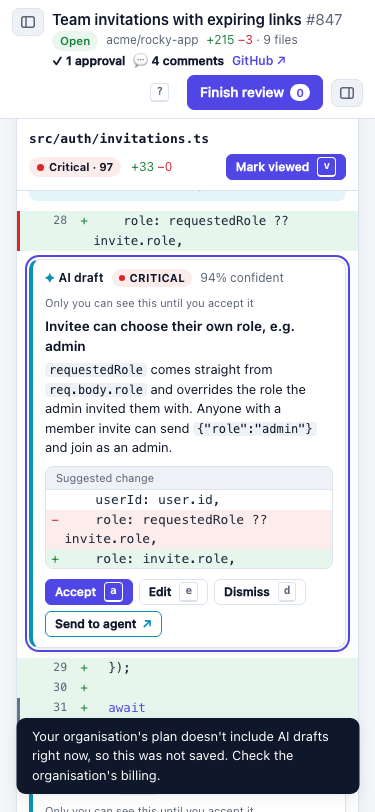 Team invitations with expiring links #847
Open acme/rocky-app +215 −3 · 9 files
✓ 1 approval 💬 4 comments GitHub ↗
? Finish review 0
src/auth/invitations.ts
Critical · 97 +33 −0 Mark viewed v
28 + role: requestedRole ??
invite.role,
✦ AI draft CRITICAL 94% confident
Only you can see this until you accept it
Invitee can choose their own role, e.g.
admin
requestedRole comes straight from
req.body.role and overrides the role the
admin invited them with. Anyone with a
member invite can send {"role":"admin"}
and join as an admin.
Suggested change
userId: user.id,
− role: requestedRole ??
invite.role,
+ role: invite.role,
Accept a Edit e Dismiss d
Send to agent ↗
29 + });
30 +
31 + await
Your organisation's plan doesn't include AI drafts
right now, so this was not saved. Check the
organisation's billing.
Only you can see this until you accept it